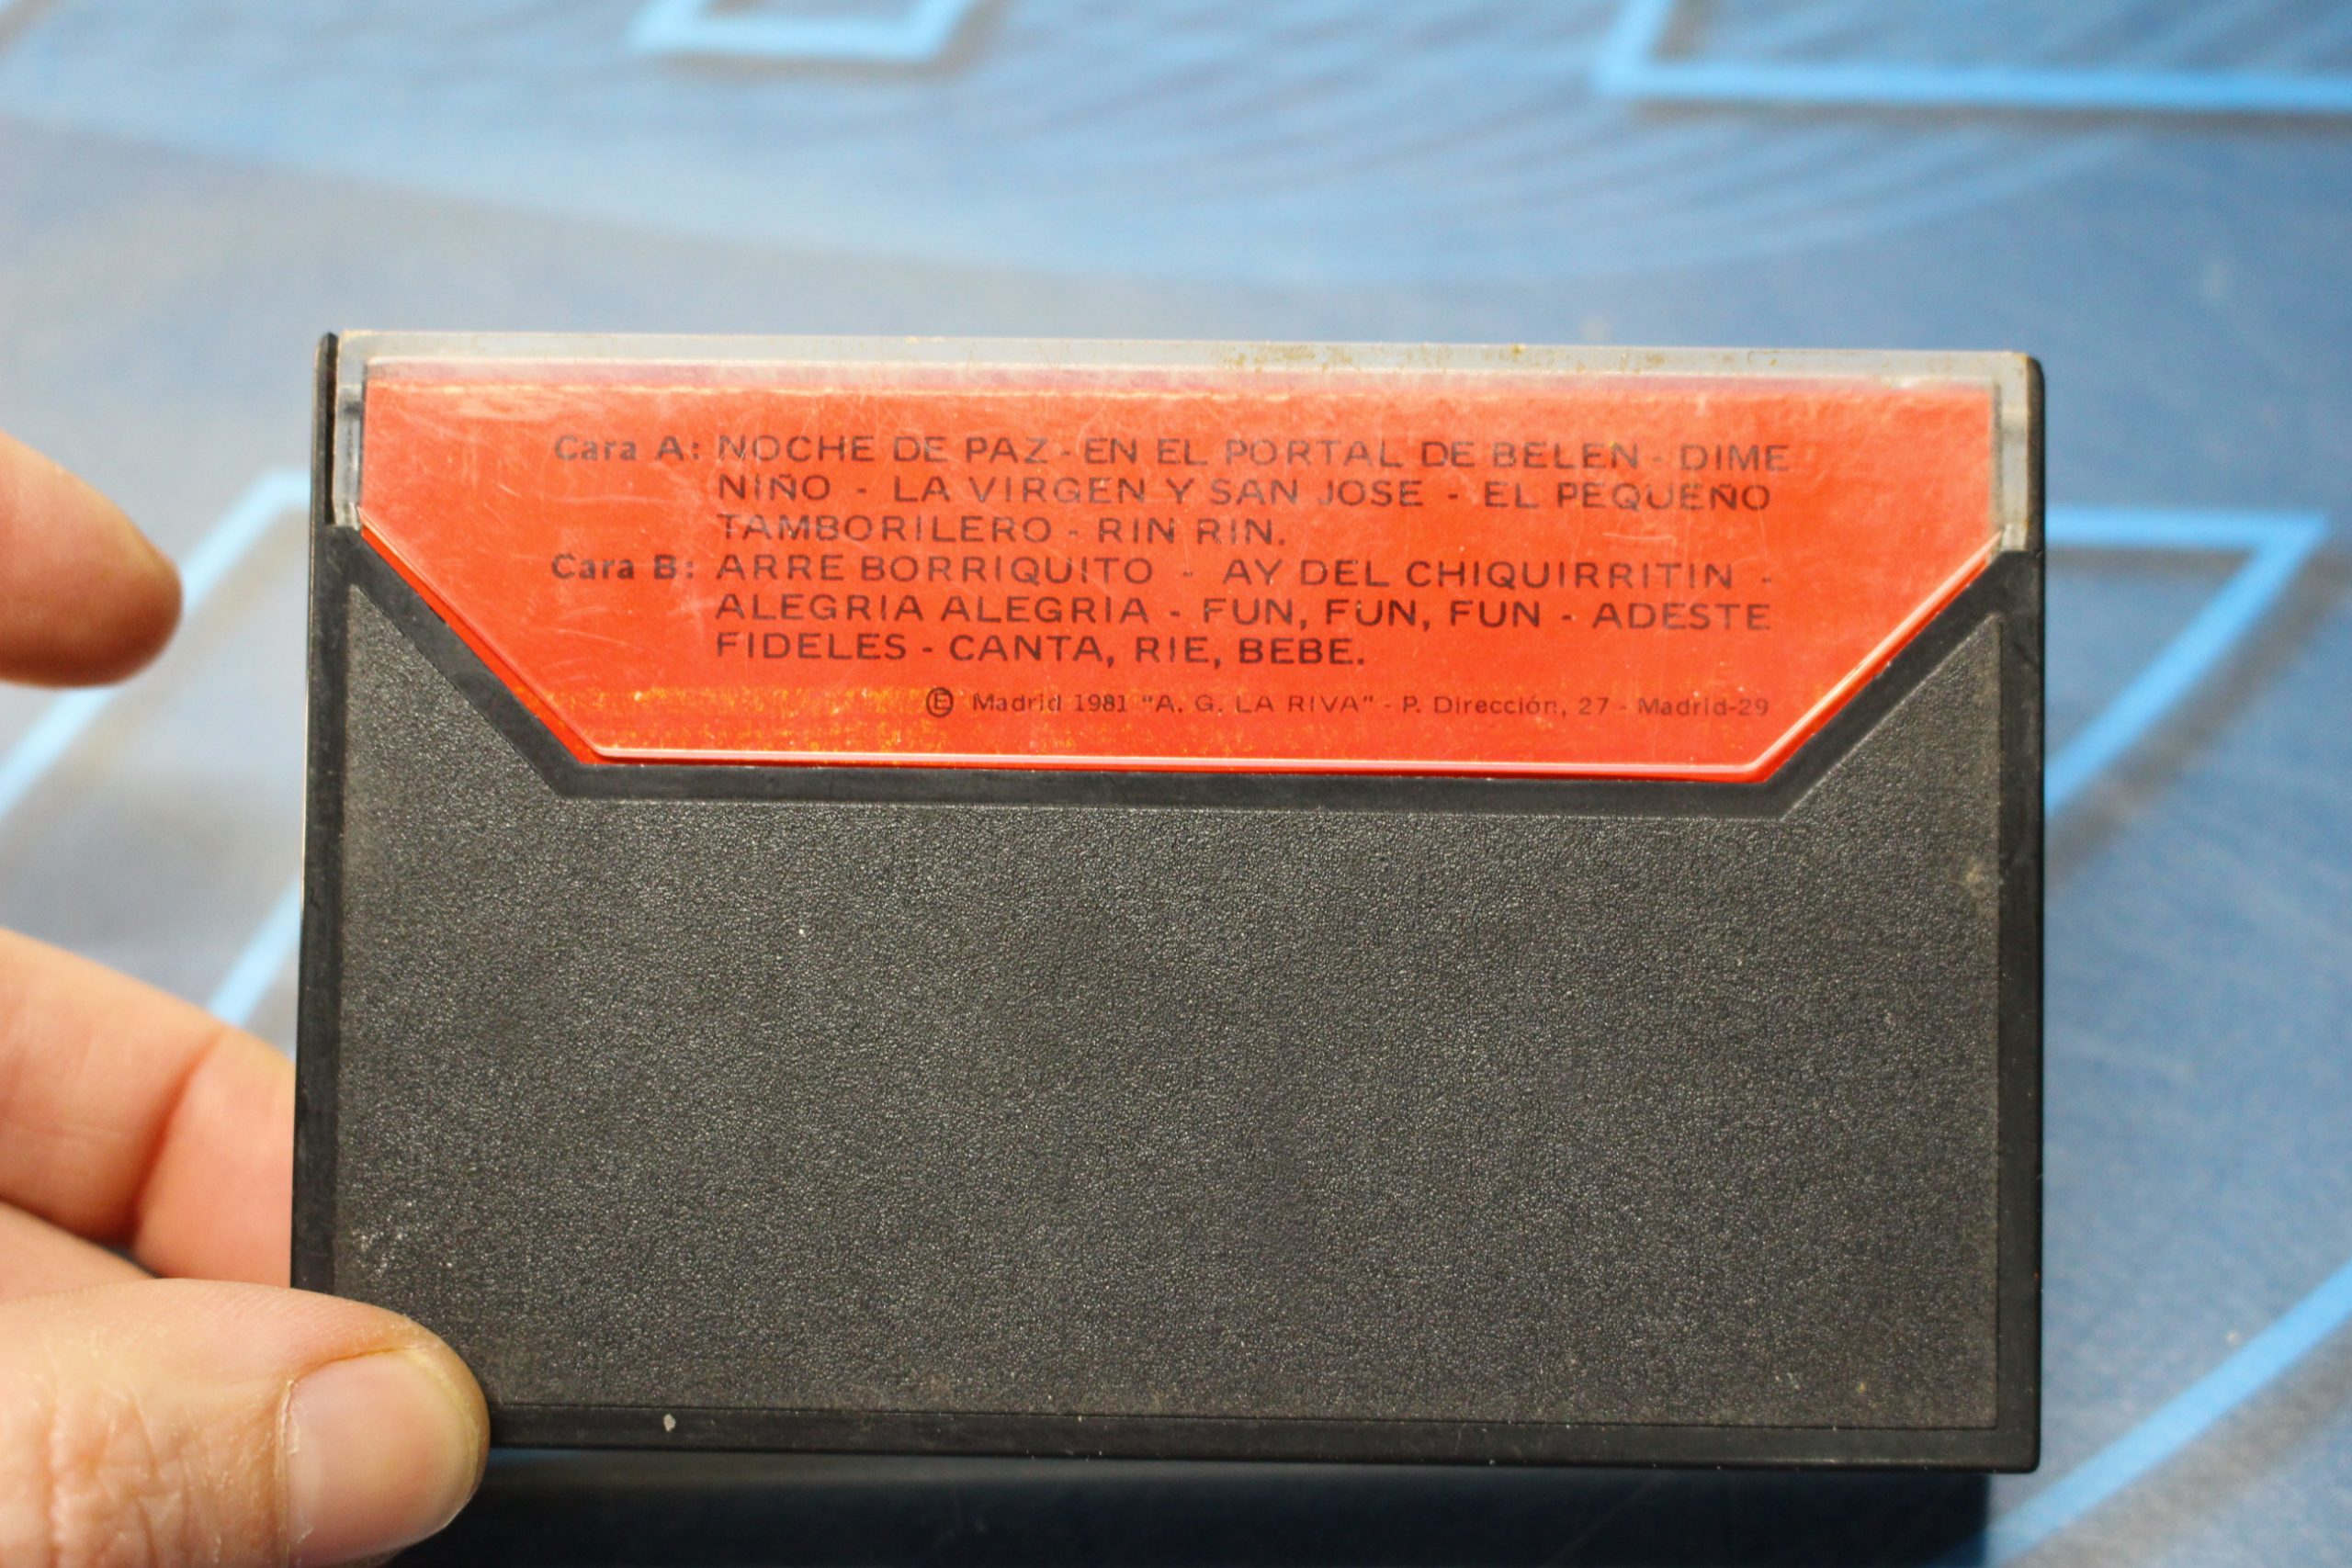 Cara A: NOCHE DE PAZ - EN EL PORTAL DE BELEN - DIME
NIÑO - LA VIRGEN Y SAN JOSE - EL PEQUEÑO
TAMBORILERO - RIN RIN.
Cara B: ARRE BORRIQUITO - AY DEL CHIQUIRRITIN -
ALEGRIA ALEGRIA - FUN, FUN, FUN - ADESTE
FIDELES - CANTA, RIE, BEBE.
Ⓔ Madrid 1981 "A. G. LA RIVA" - P. Dirección, 27 - Madrid-29